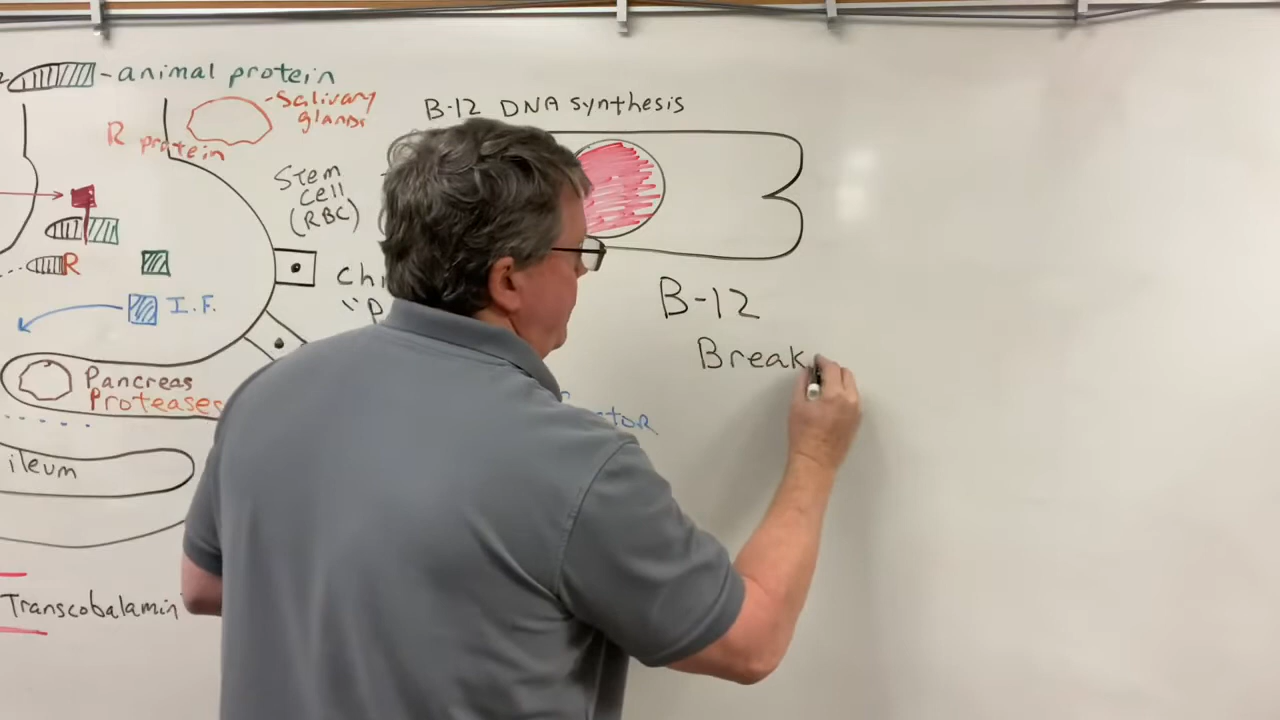 - animal protein
- Salivary
glands
R protein
B-12 DNA synthesis
Stem
Cell
(RBC)
R
I.F.
B-12
Break
Pancreas
Proteases
ileum
Transcobalamin